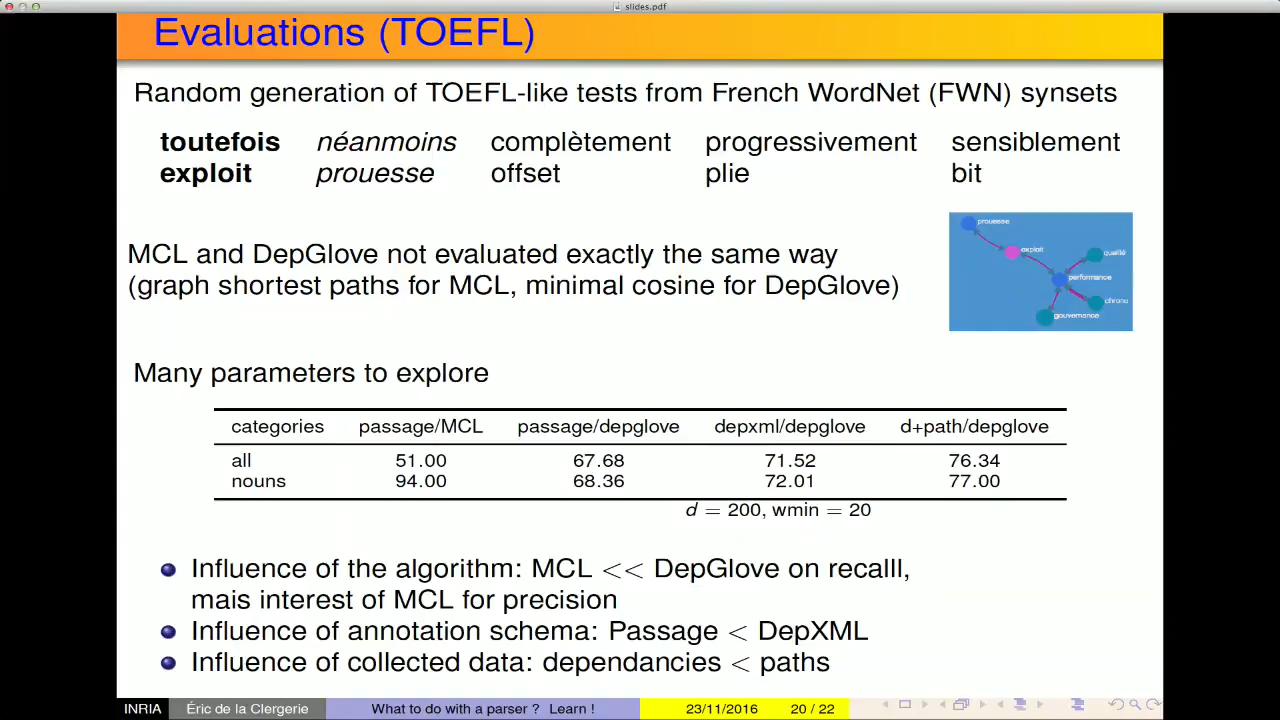 slides.pdf
Evaluations (TOEFL)
Random generation of TOEFL-like tests from French WordNet (FWN) synsets
toutefois néanmoins complètement progressivement sensiblement
exploit prouesse offset plie bit
MCL and DepGlove not evaluated exactly the same way
(graph shortest paths for MCL, minimal cosine for DepGlove)
prouesse
exploit
qualité
performance
chrono
gouvernance
Many parameters to explore
categories passage/MCL passage/depglove depxml/depglove d+path/depglove
all 51.00 67.68 71.52 76.34
nouns 94.00 68.36 72.01 77.00
d = 200, wmin = 20
Influence of the algorithm: MCL << DepGlove on recalll,
mais interest of MCL for precision
Influence of annotation schema: Passage < DepXML
Influence of collected data: dependancies < paths
INRIA Éric de la Clergerie What to do with a parser ? Learn ! 23/11/2016 20 / 22